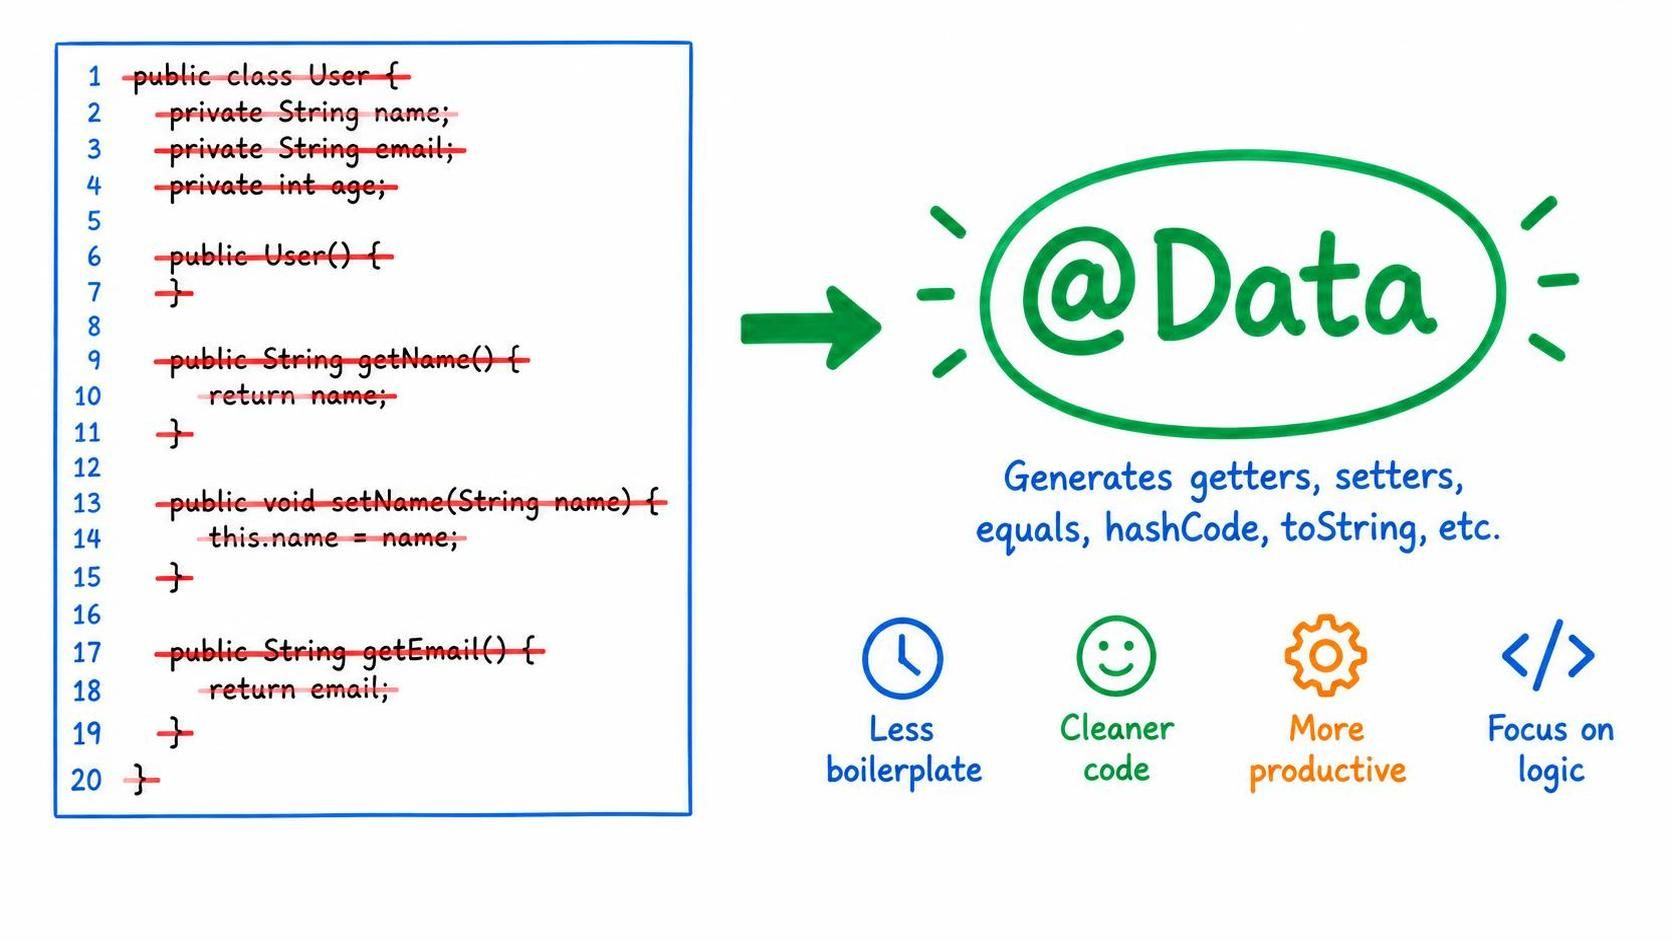 1 public class User {
2 private String name;
3 private String email;
4 private int age;
5
6 public User() {
7 }
8
9 public String getName() {
10 return name;
11 }
12
13 public void setName(String name) {
14 this.name = name;
15 }
16
17 public String getEmail() {
18 return email;
19 }
20 }
@Data
Generates getters, setters,
equals, hashCode, toString, etc.
Less
boilerplate
Cleaner
code
More
productive
</>
Focus on
logic